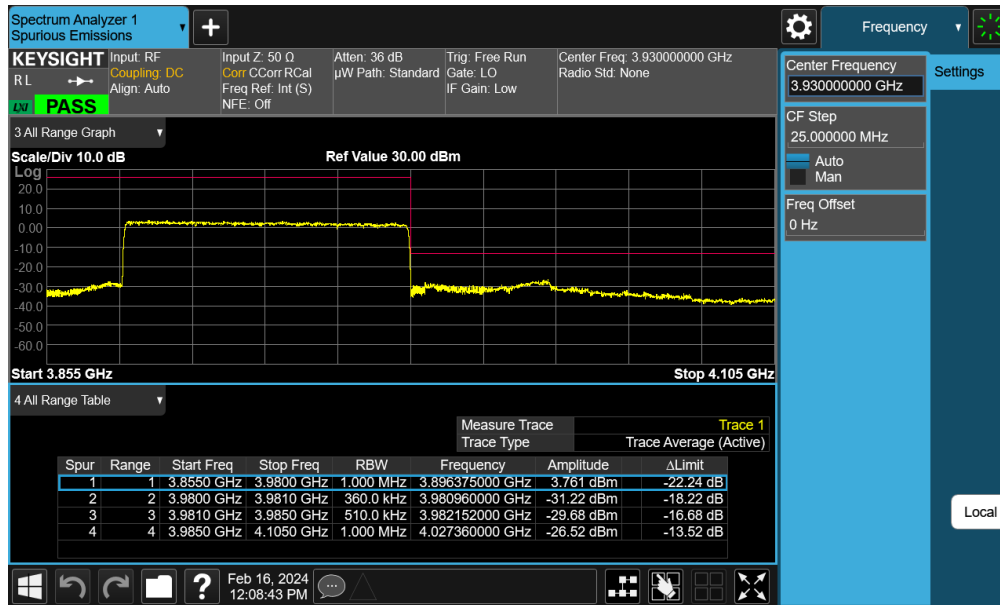 Spectrum Analyzer 1
Spurious Emissions
+
Frequency
KEYSIGHT
R L
LXI
PASS
Input: RF
Coupling: DC
Align: Auto
Input Z: 50 Ω
Corr CCorr RCal
Freq Ref: Int (S)
NFE: Off
Atten: 36 dB
µW Path: Standard
Trig: Free Run
Gate: LO
IF Gain: Low
Center Freq: 3.930000000 GHz
Radio Std: None
Center Frequency
3.930000000 GHz
Settings
CF Step
25.000000 MHz
Auto
Man
Freq Offset
0 Hz
Local
3 All Range Graph
Scale/Div 10.0 dB
Ref Value 30.00 dBm
Log
20.0
10.0
0.00
-10.0
-20.0
-30.0
-40.0
-50.0
-60.0
Start 3.855 GHz
Stop 4.105 GHz
4 All Range Table
Measure Trace Trace 1
Trace Type Trace Average (Active)
Spur Range Start Freq Stop Freq RBW Frequency Amplitude ΔLimit
1 1 3.8550 GHz 3.9800 GHz 1.000 MHz 3.896375000 GHz 3.761 dBm -22.24 dB
2 2 3.9800 GHz 3.9810 GHz 360.0 kHz 3.980960000 GHz -31.22 dBm -18.22 dB
3 3 3.9810 GHz 3.9850 GHz 510.0 kHz 3.982152000 GHz -29.68 dBm -16.68 dB
4 4 3.9850 GHz 4.1050 GHz 1.000 MHz 4.027360000 GHz -26.52 dBm -13.52 dB
?
Feb 16, 2024
12:08:43 PM